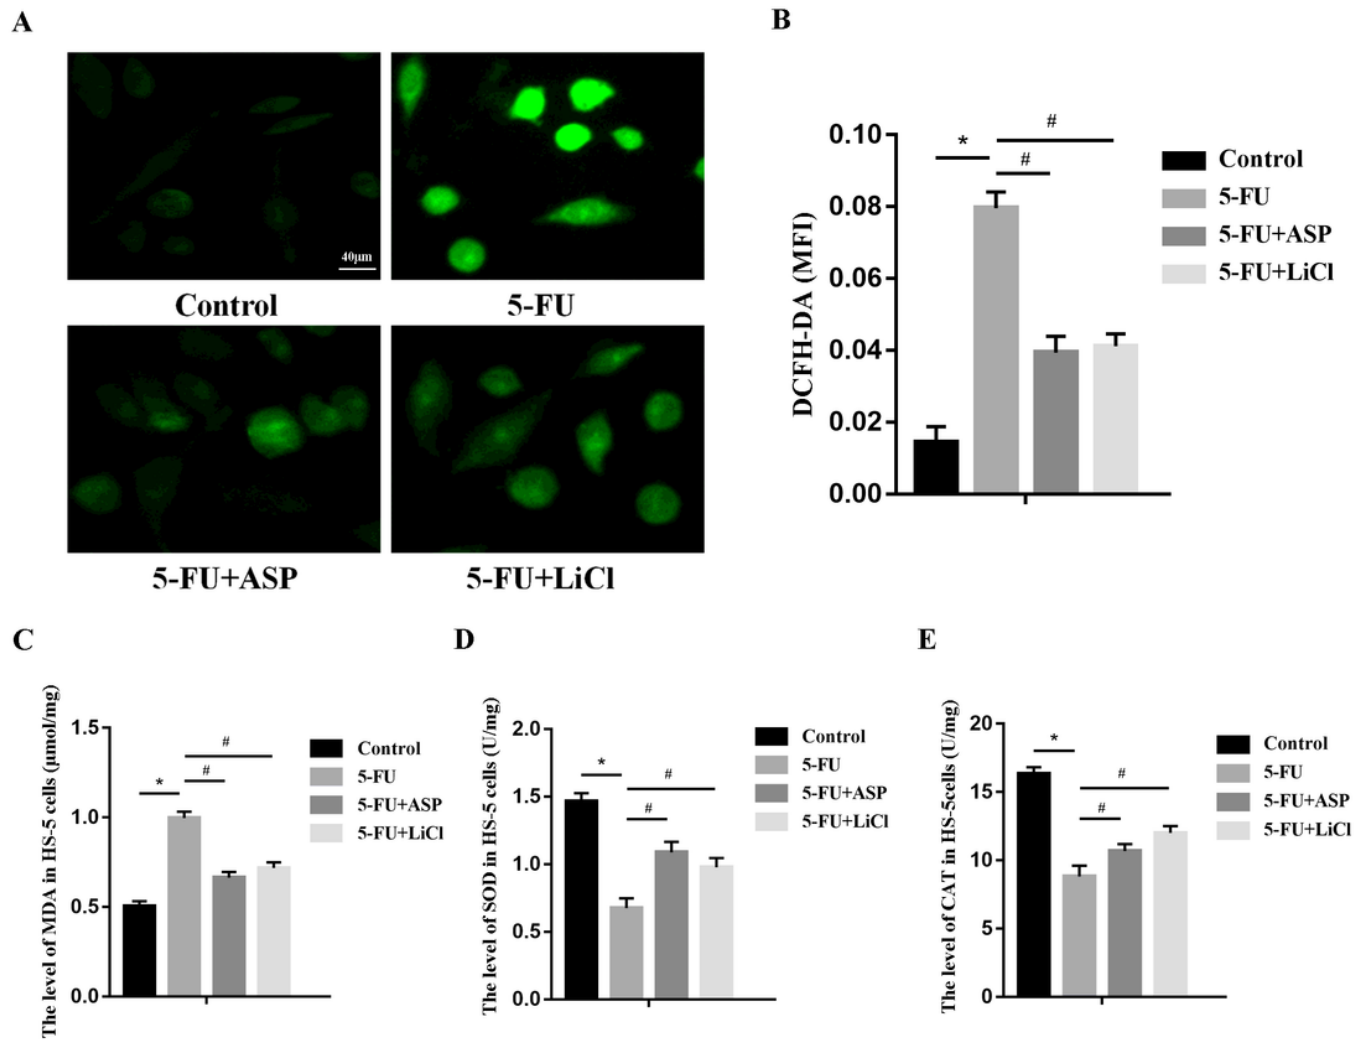 A
40μm
Control
5-FU
5-FU+ASP
5-FU+LiCl
B
DCFH-DA (MFI)
0.10
0.08
0.06
0.04
0.02
0.00
*
#
#
Control
5-FU
5-FU+ASP
5-FU+LiCl
C
The level of MDA in HS-5 cells (μmol/mg)
1.5
1.0
0.5
0.0
*
#
#
Control
5-FU
5-FU+ASP
5-FU+LiCl
D
The level of SOD in HS-5 cells (U/mg)
2.0
1.5
1.0
0.5
0.0
*
#
#
Control
5-FU
5-FU+ASP
5-FU+LiCl
E
The level of CAT in HS-5cells (U/mg)
20
15
10
5
0
*
#
#
Control
5-FU
5-FU+ASP
5-FU+LiCl